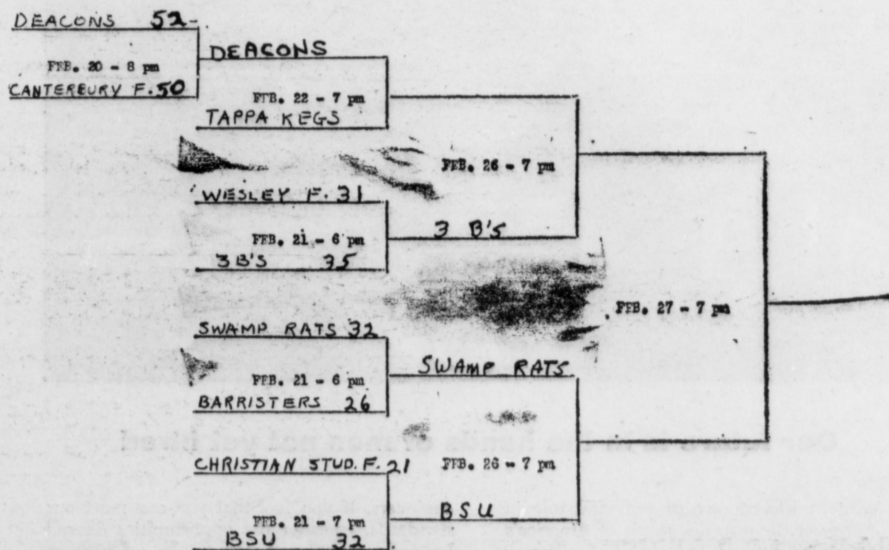 DEACONS 52
FEB. 20 - 8 pm
CANTERBURY F. 50
DEACONS
FEB. 22 - 7 pm
TAPPA KEGS
FEB. 26 - 7 pm
WESLEY F. 31
FEB. 21 - 6 pm
3 B'S
3B'S 35
FEB. 27 - 7 pm
SWAMP RATS 32
FEB. 21 - 6 pm
SWAMP RATS
BARRISTERS 26
CHRISTIAN STUD. F. 21
FEB. 26 - 7 pm
FEB. 21 - 7 pm
BSU
BSU 32